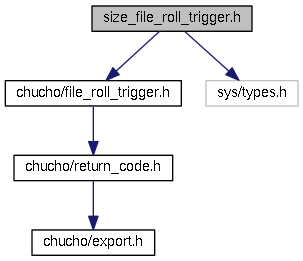 size_file_roll_trigger.h
chucho/file_roll_trigger.h
sys/types.h
chucho/return_code.h
chucho/export.h